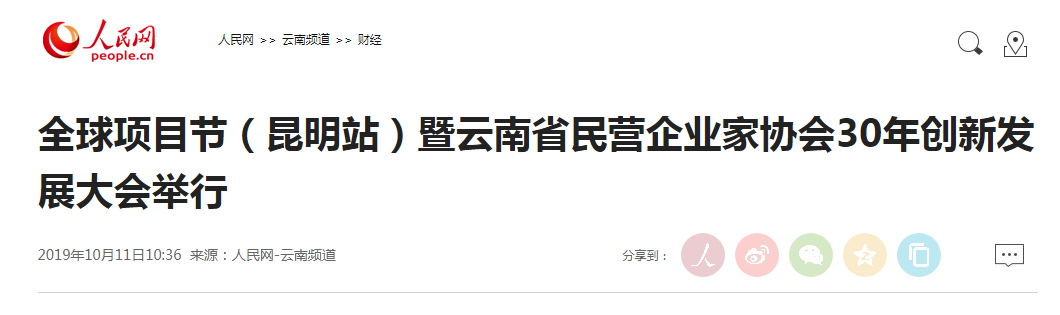 人民网
people.cn
人民网 >> 云南频道 >> 财经
全球项目节（昆明站）暨云南省民营企业家协会30年创新发
展大会举行
2019年10月11日10:36 来源：人民网-云南频道
分享到：
人